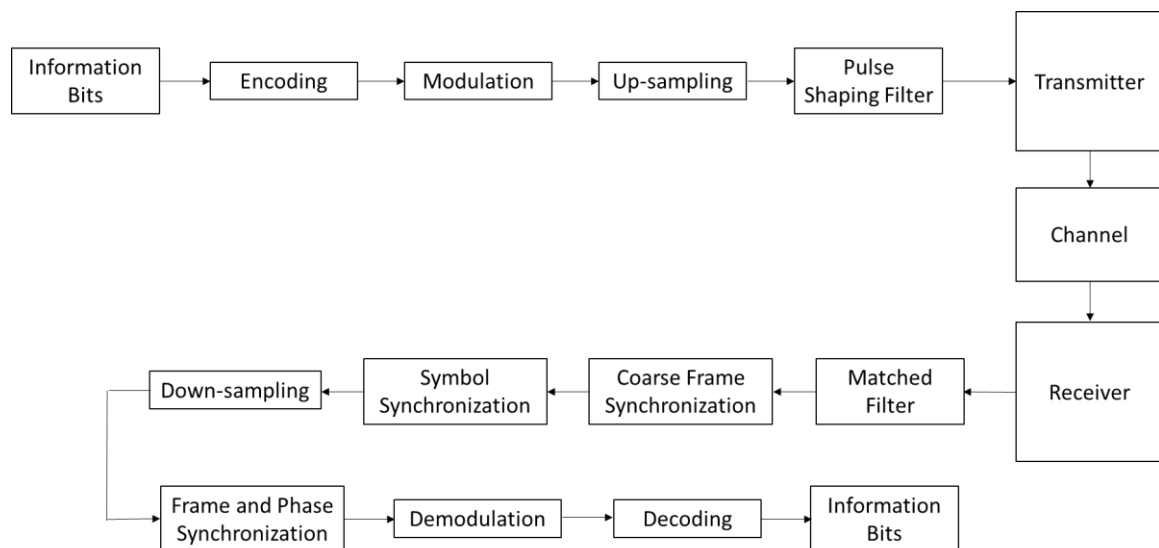 Information
Bits
Encoding
Modulation
Up-sampling
Pulse
Shaping Filter
Transmitter
Channel
Receiver
Matched
Filter
Coarse Frame
Synchronization
Symbol
Synchronization
Down-sampling
Frame and Phase
Synchronization
Demodulation
Decoding
Information
Bits